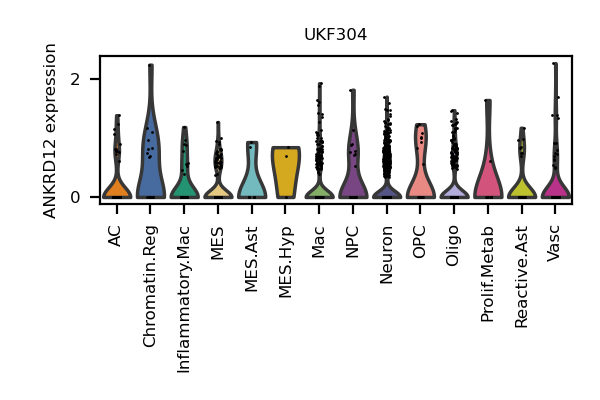 UKF304
ANKRD12 expression
2
0
AC
Chromatin.Reg
Inflammatory.Mac
MES
MES.Ast
MES.Hyp
Mac
NPC
Neuron
OPC
Oligo
Prolif.Metab
Reactive.Ast
Vasc